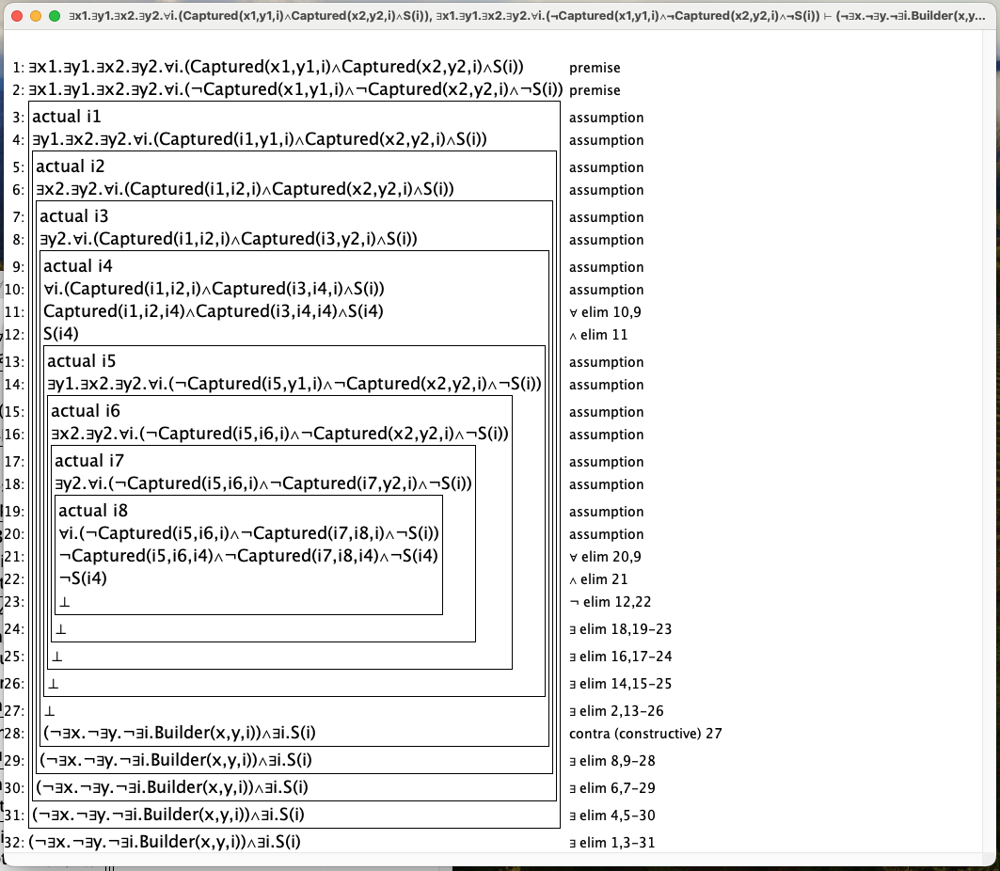 ∃x1.∃y1.∃x2.∃y2.∀i.(Captured(x1,y1,i)∧Captured(x2,y2,i)∧S(i)), ∃x1.∃y1.∃x2.∃y2.∀i.(¬Captured(x1,y1,i)∧¬Captured(x2,y2,i)∧¬S(i)) ⊢ (¬∃x.¬∃y.¬∃i.Builder(x,y...
1: ∃x1.∃y1.∃x2.∃y2.∀i.(Captured(x1,y1,i)∧Captured(x2,y2,i)∧S(i)) premise
2: ∃x1.∃y1.∃x2.∃y2.∀i.(¬Captured(x1,y1,i)∧¬Captured(x2,y2,i)∧¬S(i)) premise
3: actual i1 assumption
4: ∃y1.∃x2.∃y2.∀i.(Captured(i1,y1,i)∧Captured(x2,y2,i)∧S(i)) assumption
5: actual i2 assumption
6: ∃x2.∃y2.∀i.(Captured(i1,i2,i)∧Captured(x2,y2,i)∧S(i)) assumption
7: actual i3 assumption
8: ∃y2.∀i.(Captured(i1,i2,i)∧Captured(i3,y2,i)∧S(i)) assumption
9: actual i4 assumption
10: ∀i.(Captured(i1,i2,i)∧Captured(i3,i4,i)∧S(i)) assumption
11: Captured(i1,i2,i4)∧Captured(i3,i4,i4)∧S(i4) ∀ elim 10,9
12: S(i4) ∧ elim 11
13: actual i5 assumption
14: ∃y1.∃x2.∃y2.∀i.(¬Captured(i5,y1,i)∧¬Captured(x2,y2,i)∧¬S(i)) assumption
15: actual i6 assumption
16: ∃x2.∃y2.∀i.(¬Captured(i5,i6,i)∧¬Captured(x2,y2,i)∧¬S(i)) assumption
17: actual i7 assumption
18: ∃y2.∀i.(¬Captured(i5,i6,i)∧¬Captured(i7,y2,i)∧¬S(i)) assumption
19: actual i8 assumption
20: ∀i.(¬Captured(i5,i6,i)∧¬Captured(i7,i8,i)∧¬S(i)) assumption
21: ¬Captured(i5,i6,i4)∧¬Captured(i7,i8,i4)∧¬S(i4) ∀ elim 20,9
22: ¬S(i4) ∧ elim 21
23: ⊥ ¬ elim 12,22
24: ⊥ ∃ elim 18,19-23
25: ⊥ ∃ elim 16,17-24
26: ⊥ ∃ elim 14,15-25
27: ⊥ ∃ elim 2,13-26
28: (¬∃x.¬∃y.¬∃i.Builder(x,y,i))∧∃i.S(i) contra (constructive) 27
29: (¬∃x.¬∃y.¬∃i.Builder(x,y,i))∧∃i.S(i) ∃ elim 8,9-28
30: (¬∃x.¬∃y.¬∃i.Builder(x,y,i))∧∃i.S(i) ∃ elim 6,7-29
31: (¬∃x.¬∃y.¬∃i.Builder(x,y,i))∧∃i.S(i) ∃ elim 4,5-30
32: (¬∃x.¬∃y.¬∃i.Builder(x,y,i))∧∃i.S(i) ∃ elim 1,3-31